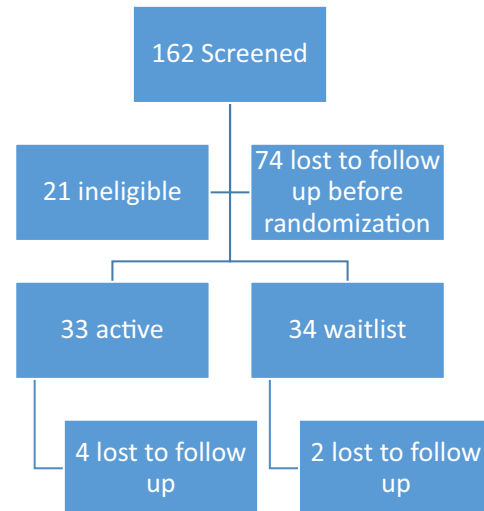 162 Screened
21 ineligible
74 lost to follow
up before
randomization
33 active
34 waitlist
4 lost to follow
up
2 lost to follow
up